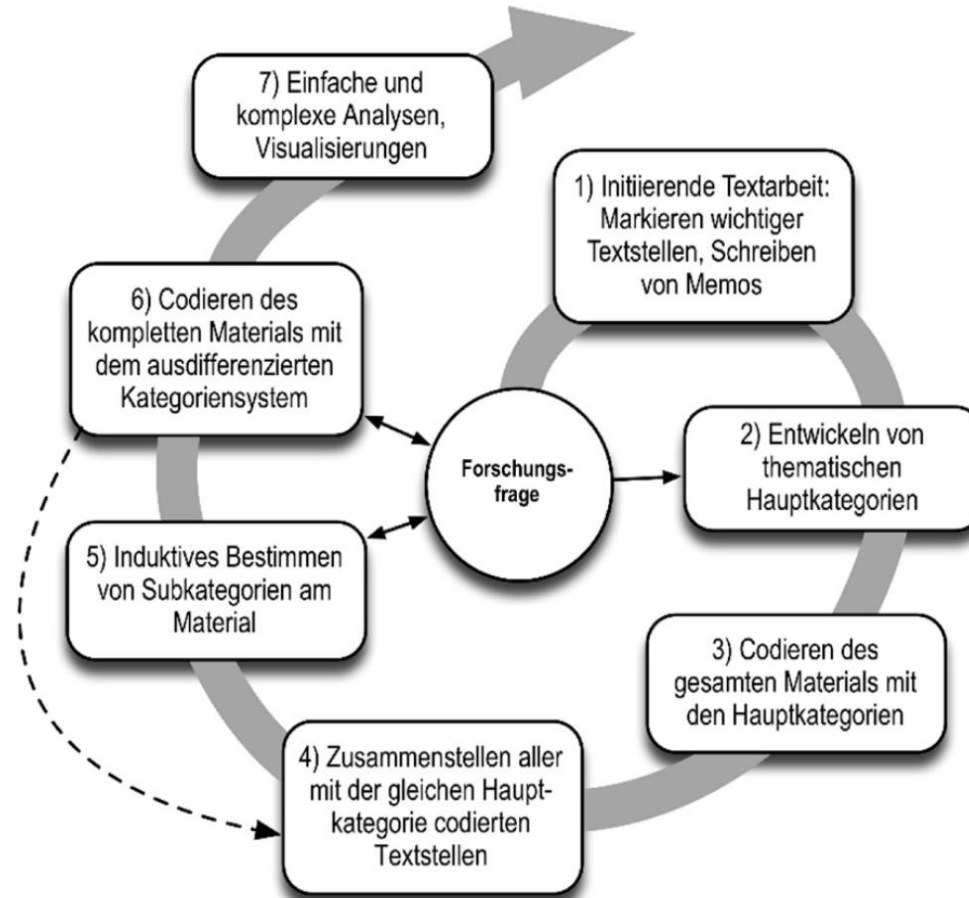 7) Einfache und
komplexe Analysen,
Visualisierungen
1) Initiierende Textarbeit:
Markieren wichtiger
Textstellen, Schreiben
von Memos
6) Codieren des
kompletten Materials mit
dem ausdifferenzierten
Kategoriensystem
Forschungs-
frage
2) Entwickeln von
thematischen
Hauptkategorien
5) Induktives Bestimmen
von Subkategorien am
Material
3) Codieren des
gesamten Materials mit
den Hauptkategorien
4) Zusammenstellen aller
mit der gleichen Haupt-
kategorie codierten
Textstellen